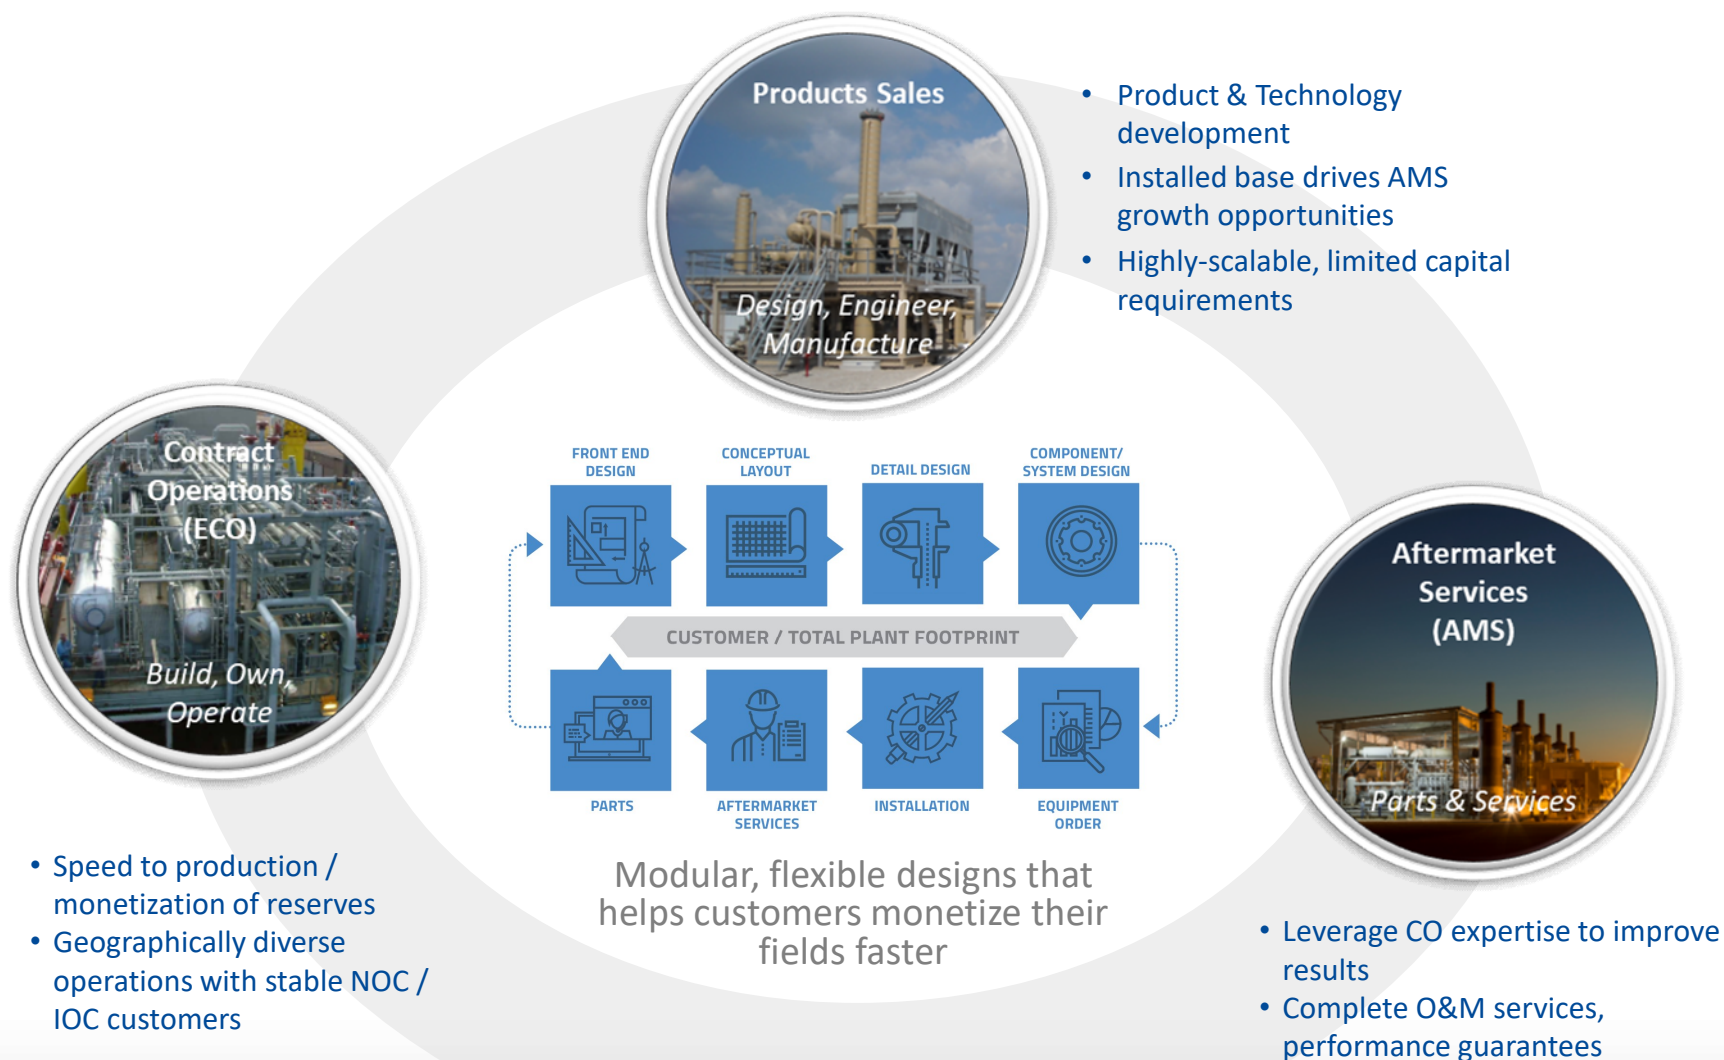 Products Sales
Design, Engineer,
Manufacture
• Product & Technology
development
• Installed base drives AMS
growth opportunities
• Highly-scalable, limited capital
requirements
Contract
Operations
(ECO)
Build, Own,
Operate
• Speed to production /
monetization of reserves
• Geographically diverse
operations with stable NOC /
IOC customers
FRONT END
DESIGN
CONCEPTUAL
LAYOUT
DETAIL DESIGN
COMPONENT/
SYSTEM DESIGN
CUSTOMER / TOTAL PLANT FOOTPRINT
PARTS
AFTERMARKET
SERVICES
INSTALLATION
EQUIPMENT
ORDER
Modular, flexible designs that
helps customers monetize their
fields faster
Aftermarket
Services
(AMS)
Parts & Services
• Leverage CO expertise to improve
results
• Complete O&M services,
performance guarantees